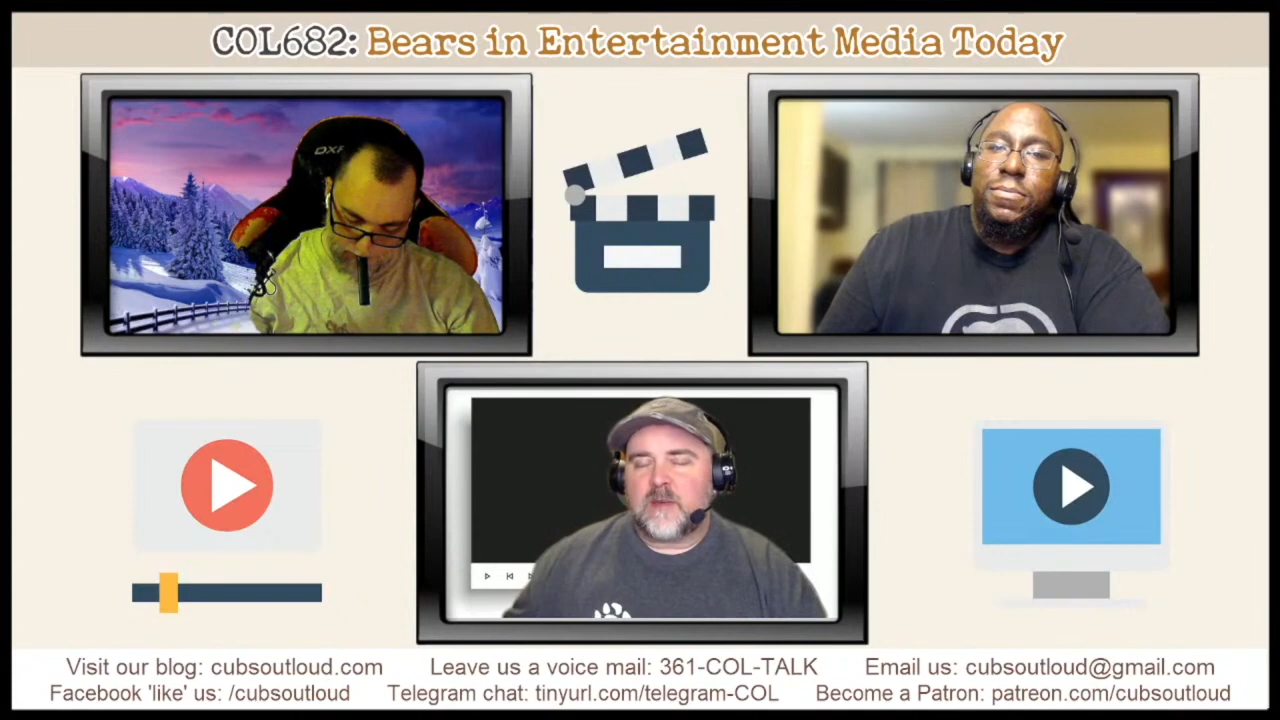 COL682: Bears in Entertainment Media Today
Visit our blog: cubsoutloud.com Leave us a voice mail: 361-COL-TALK Email us: cubsoutloud@gmail.com
Facebook 'like' us: /cubsoutloud Telegram chat: tinyurl.com/telegram-COL Become a Patron: patreon.com/cubsoutloud